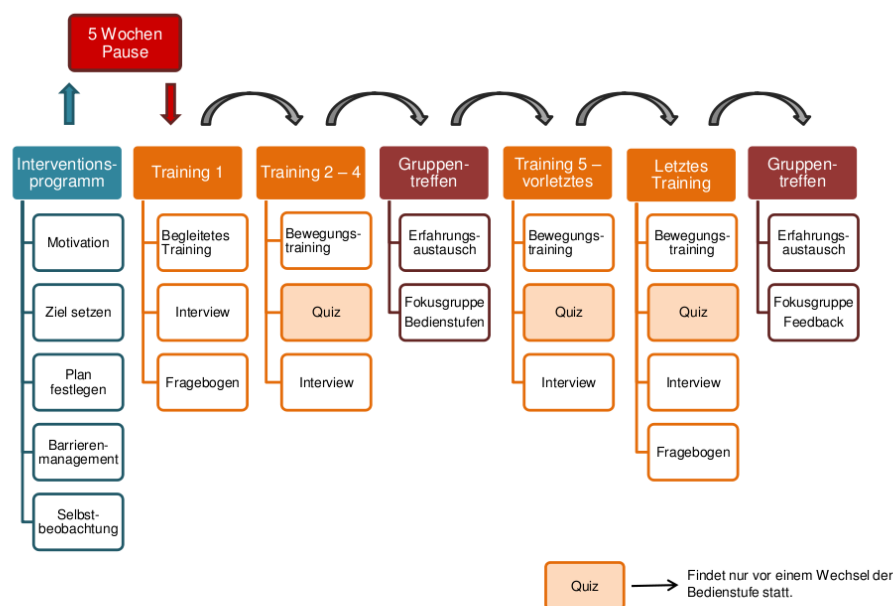 5 Wochen
Pause
Interventions-
programm
Motivation
Ziel setzen
Plan
festlegen
Barrieren-
management
Selbst-
beobachtung
Training 1
Begleitetes
Training
Interview
Fragebogen
Training 2 – 4
Bewegungs-
training
Quiz
Interview
Gruppen-
treffen
Erfahrungs-
austausch
Fokusgruppe
Bedienstufen
Training 5 –
vorletztes
Bewegungs-
training
Quiz
Interview
Letztes
Training
Bewegungs-
training
Quiz
Interview
Fragebogen
Gruppen-
treffen
Erfahrungs-
austausch
Fokusgruppe
Feedback
Quiz
Findet nur vor einem Wechsel der
Bedienstufe statt.